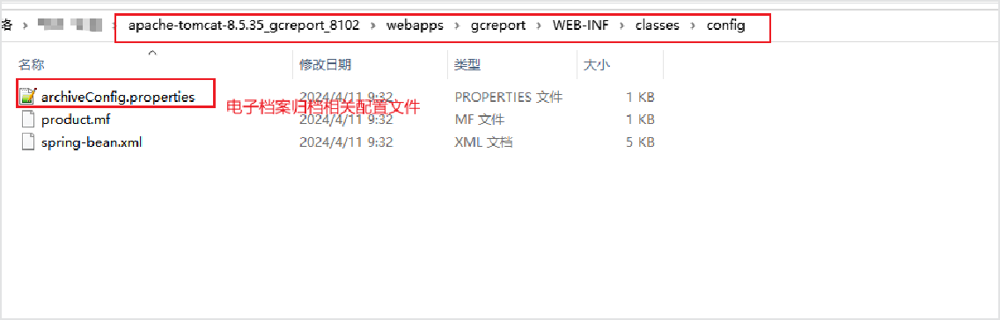 apache-tomcat-8.5.35_gcreport_8102 > webapps > gcreport > WEB-INF > classes > config
名称 修改日期 类型 大小
archiveConfig.properties 2024/4/11 9:32 PROPERTIES 文件 1 KB
电子档案归档相关配置文件
product.mf 2024/4/11 9:32 MF 文件 1 KB
spring-bean.xml 2024/4/11 9:32 XML 文档 5 KB